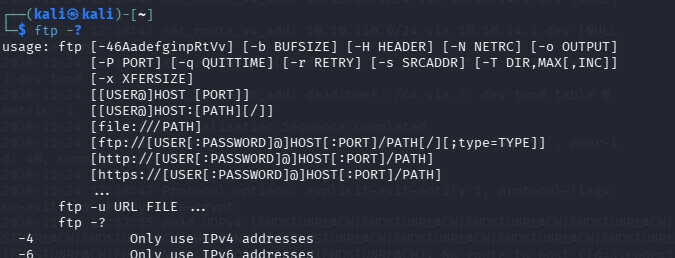 ┌──(kali㉿kali)-[~]
└─$ ftp -?
usage: ftp [-46AadefginpRtVv] [-b BUFSIZE] [-H HEADER] [-N NETRC] [-o OUTPUT]
           [-P PORT] [-q QUITTIME] [-r RETRY] [-s SRCADDR] [-T DIR,MAX[,INC]]
           [-x XFERSIZE]
           [[USER@]HOST [PORT]]
           [[USER@]HOST:[PATH][/]]
           [file:///PATH]
           [ftp://[USER[:PASSWORD]@]HOST[:PORT]/PATH[/][;type=TYPE]]
           [http://[USER[:PASSWORD]@]HOST[:PORT]/PATH]
           [https://[USER[:PASSWORD]@]HOST[:PORT]/PATH]
           ...
       ftp -u URL FILE ...
       ftp -?
  -4            Only use IPv4 addresses
  -6            Only use IPv6 addresses